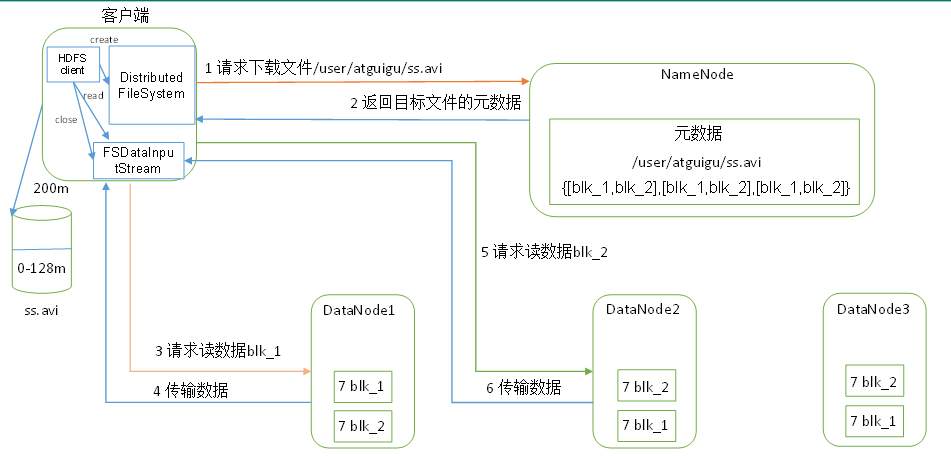 客户端
create
HDFS
client
Distributed
FileSystem
read
close
FSDataInpu
tStream
1 请求下载文件/user/atguigu/ss.avi
2 返回目标文件的元数据
NameNode
元数据
/user/atguigu/ss.avi
{[blk_1,blk_2],[blk_1,blk_2],[blk_1,blk_2]}
200m
0-128m
ss.avi
5 请求读数据blk_2
3 请求读数据blk_1
4 传输数据
6 传输数据
DataNode1
7 blk_1
7 blk_2
DataNode2
7 blk_2
7 blk_1
DataNode3
7 blk_2
7 blk_1